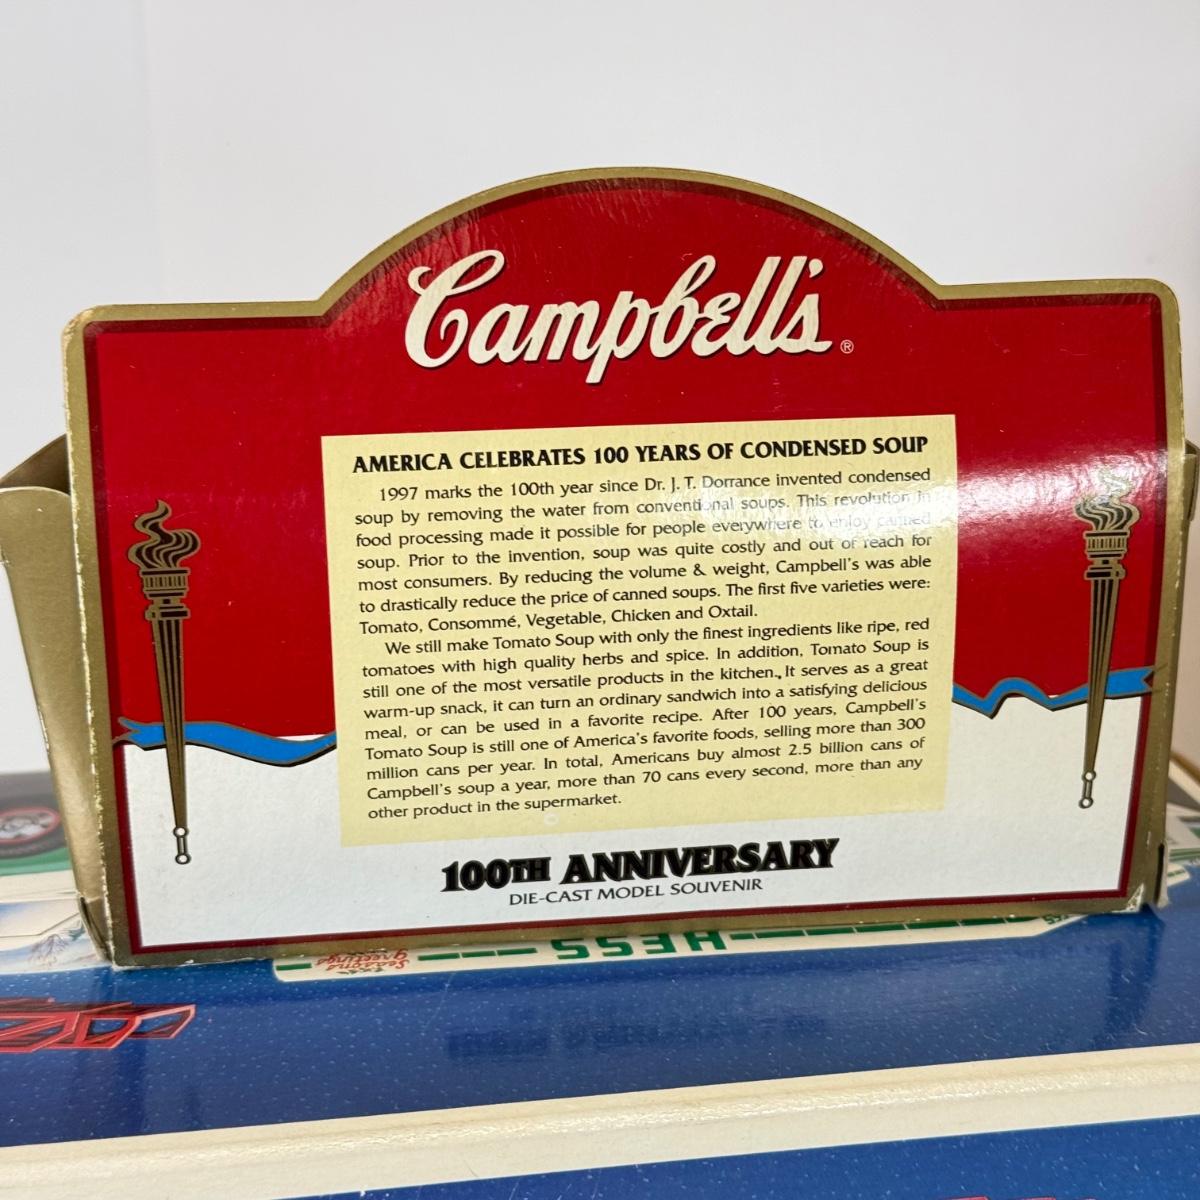 Campbell's®
AMERICA CELEBRATES 100 YEARS OF CONDENSED SOUP
1997 marks the 100th year since Dr. J. T. Dorrance invented condensed
soup by removing the water from conventional soups. This revolution in
food processing made it possible for people everywhere to enjoy canned
soup. Prior to the invention, soup was quite costly and out of reach for
most consumers. By reducing the volume & weight, Campbell's was able
to drastically reduce the price of canned soups. The first five varieties were:
Tomato, Consommé, Vegetable, Chicken and Oxtail.
We still make Tomato Soup with only the finest ingredients like ripe, red
tomatoes with high quality herbs and spice. In addition, Tomato Soup is
still one of the most versatile products in the kitchen., It serves as a great
warm-up snack, it can turn an ordinary sandwich into a satisfying delicious
meal, or can be used in a favorite recipe. After 100 years, Campbell's
Tomato Soup is still one of America's favorite foods, selling more than 300
million cans per year. In total, Americans buy almost 2.5 billion cans of
Campbell's soup a year, more than 70 cans every second, more than any
other product in the supermarket.
100TH ANNIVERSARY
DIE-CAST MODEL SOUVENIR
HESS
Seasons
greetings